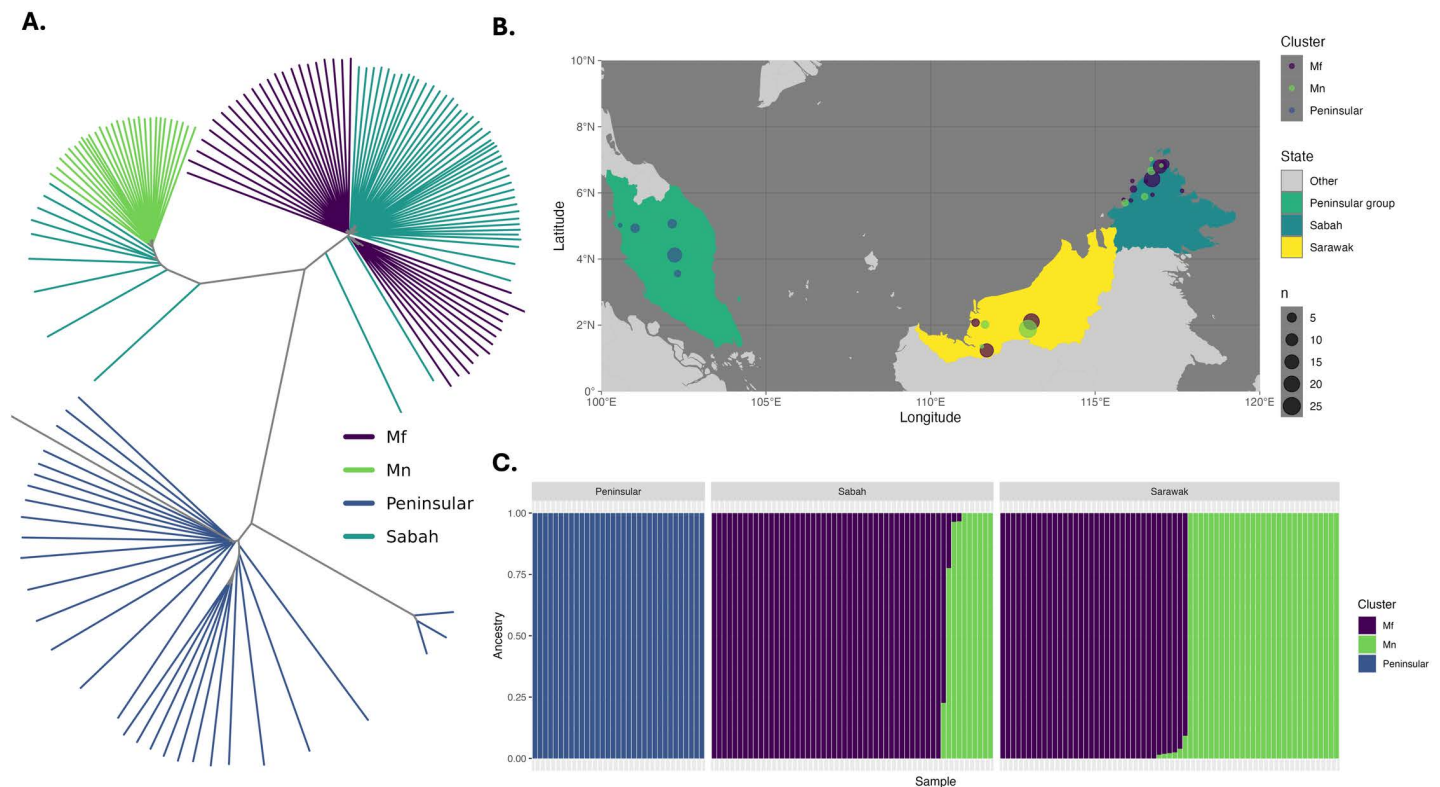 A.
Mf
Mn
Peninsular
Sabah
B.
10°N
8°N
6°N
4°N
2°N
0°
Latitude
100°E
105°E
110°E
115°E
120°E
Longitude
Cluster
Mf
Mn
Peninsular
State
Other
Peninsular group
Sabah
Sarawak
n
5
10
15
20
25
C.
Peninsular
Sabah
Sarawak
1.00
0.75
0.50
0.25
0.00
Ancestry
Sample
Cluster
Mf
Mn
Peninsular